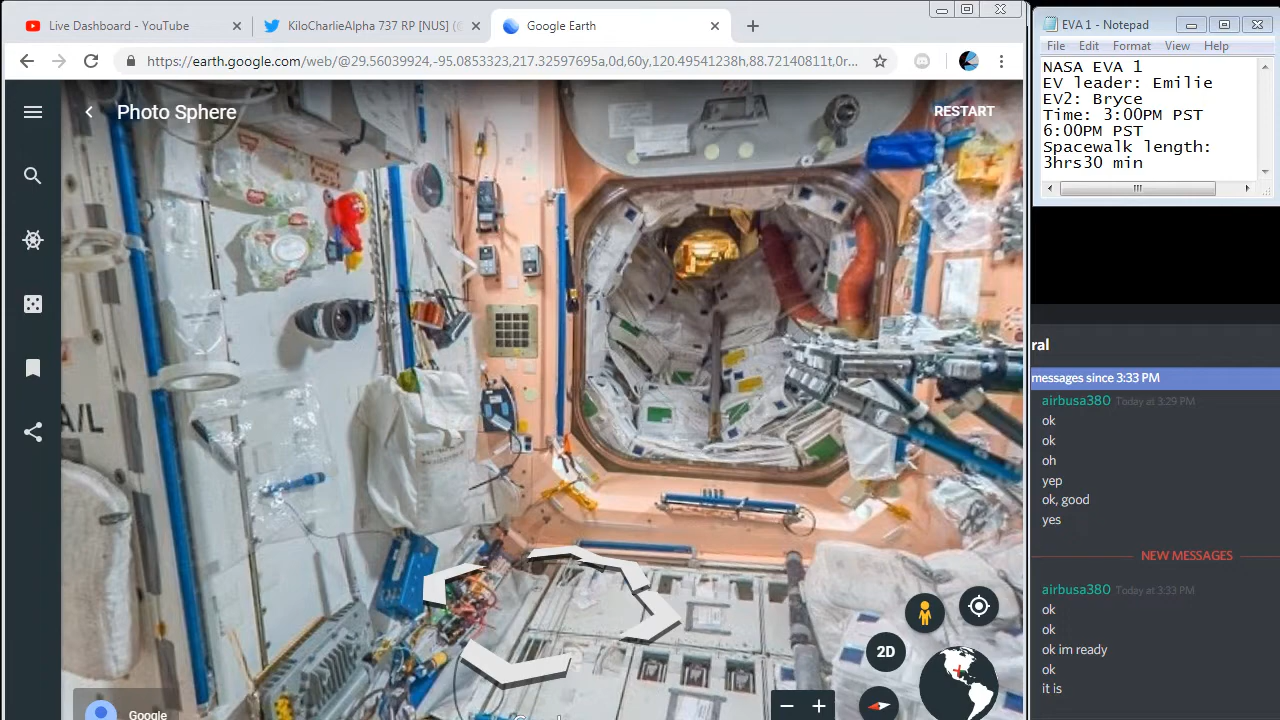 Live Dashboard - YouTube
KiloCharlieAlpha 737 RP [NUS] (
Google Earth
https://earth.google.com/web/@29.56039924,-95.0853323,217.32597695a,0d,60y,120.49541238h,88.72140811t,0r...
Photo Sphere
RESTART
AIL
2D
Google
EVA 1 - Notepad
File Edit Format View Help
NASA EVA 1
EV leader: Emilie
EV2: Bryce
Time: 3:00PM PST
6:00PM PST
Spacewalk length:
3hrs30 min
ral
messages since 3:33 PM
airbusa380 Today at 3:29 PM
ok
ok
oh
yep
ok, good
yes
NEW MESSAGES
airbusa380 Today at 3:33 PM
ok
ok
ok im ready
ok
it is